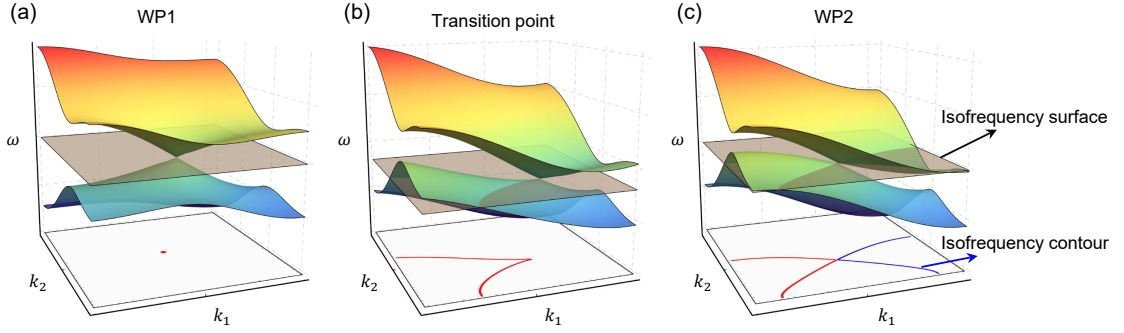 (a)
WP1
(b)
Transition point
(c)
WP2
ω
ω
ω
Isofrequency surface
Isofrequency contour
k₂
k₁
k₂
k₁
k₂
k₁